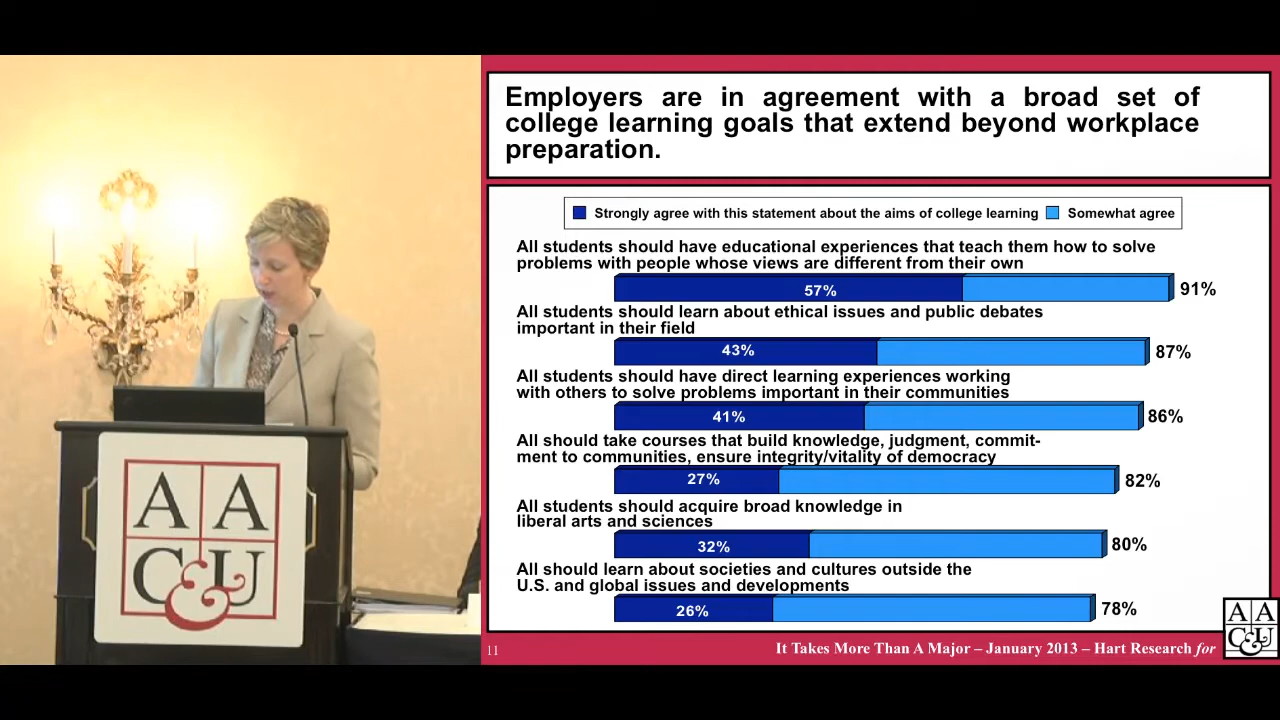 A A
C & U
Employers are in agreement with a broad set of
college learning goals that extend beyond workplace
preparation.
Strongly agree with this statement about the aims of college learning Somewhat agree
All students should have educational experiences that teach them how to solve
problems with people whose views are different from their own
57% 91%
All students should learn about ethical issues and public debates
important in their field
43% 87%
All students should have direct learning experiences working
with others to solve problems important in their communities
41% 86%
All should take courses that build knowledge, judgment, commit-
ment to communities, ensure integrity/vitality of democracy
27% 82%
All students should acquire broad knowledge in
liberal arts and sciences
32% 80%
All should learn about societies and cultures outside the
U.S. and global issues and developments
26% 78%
11 It Takes More Than A Major – January 2013 – Hart Research for
A A
C & U